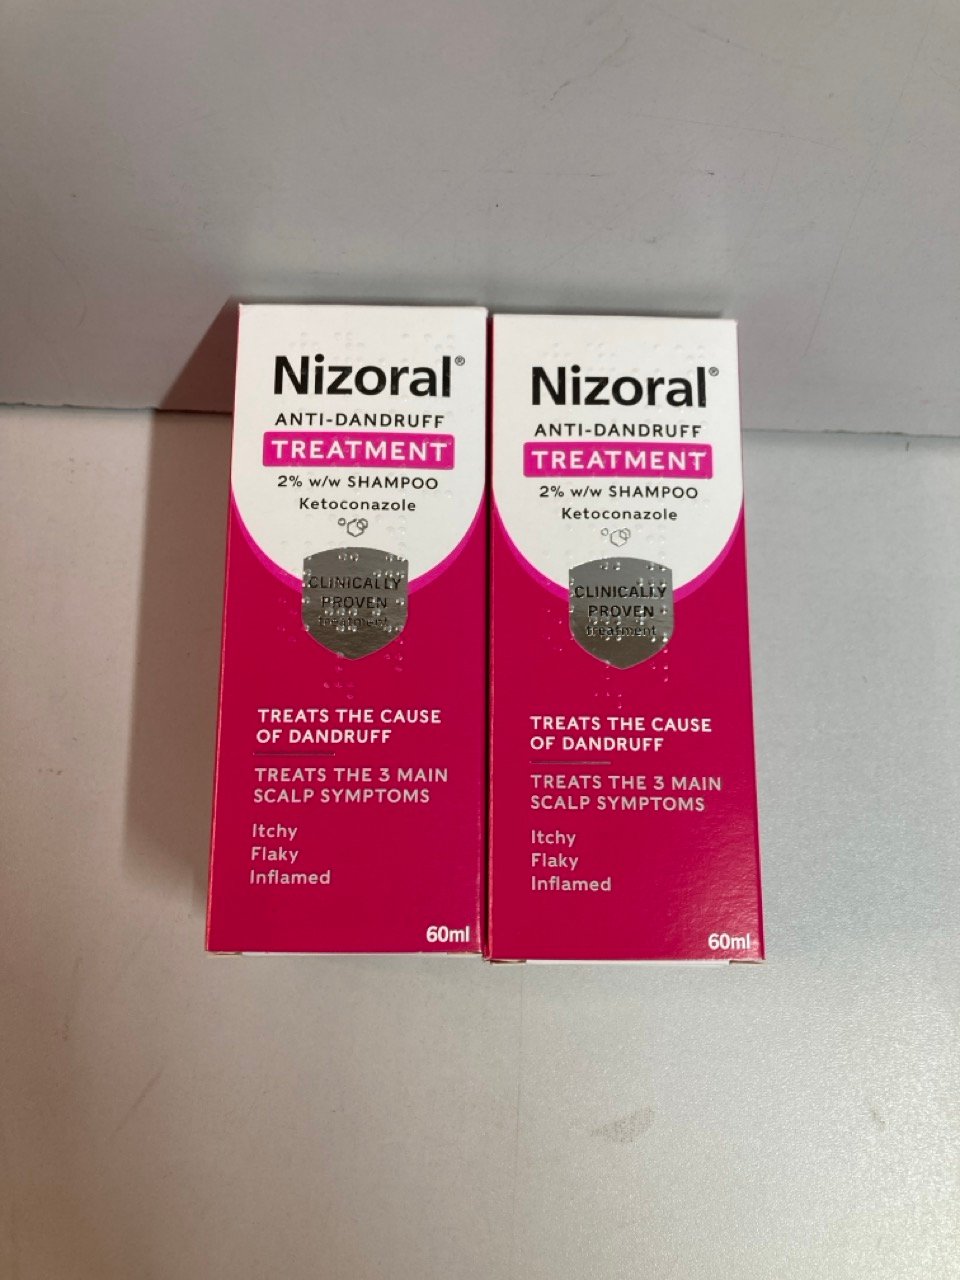 Nizoral®
ANTI-DANDRUFF
TREATMENT
2% w/w SHAMPOO
Ketoconazole
CLINICALLY
PROVEN
treatment
TREATS THE CAUSE
OF DANDRUFF
TREATS THE 3 MAIN
SCALP SYMPTOMS
Itchy
Flaky
Inflamed
60ml
Nizoral®
ANTI-DANDRUFF
TREATMENT
2% w/w SHAMPOO
Ketoconazole
CLINICALLY
PROVEN
treatment
TREATS THE CAUSE
OF DANDRUFF
TREATS THE 3 MAIN
SCALP SYMPTOMS
Itchy
Flaky
Inflamed
60ml